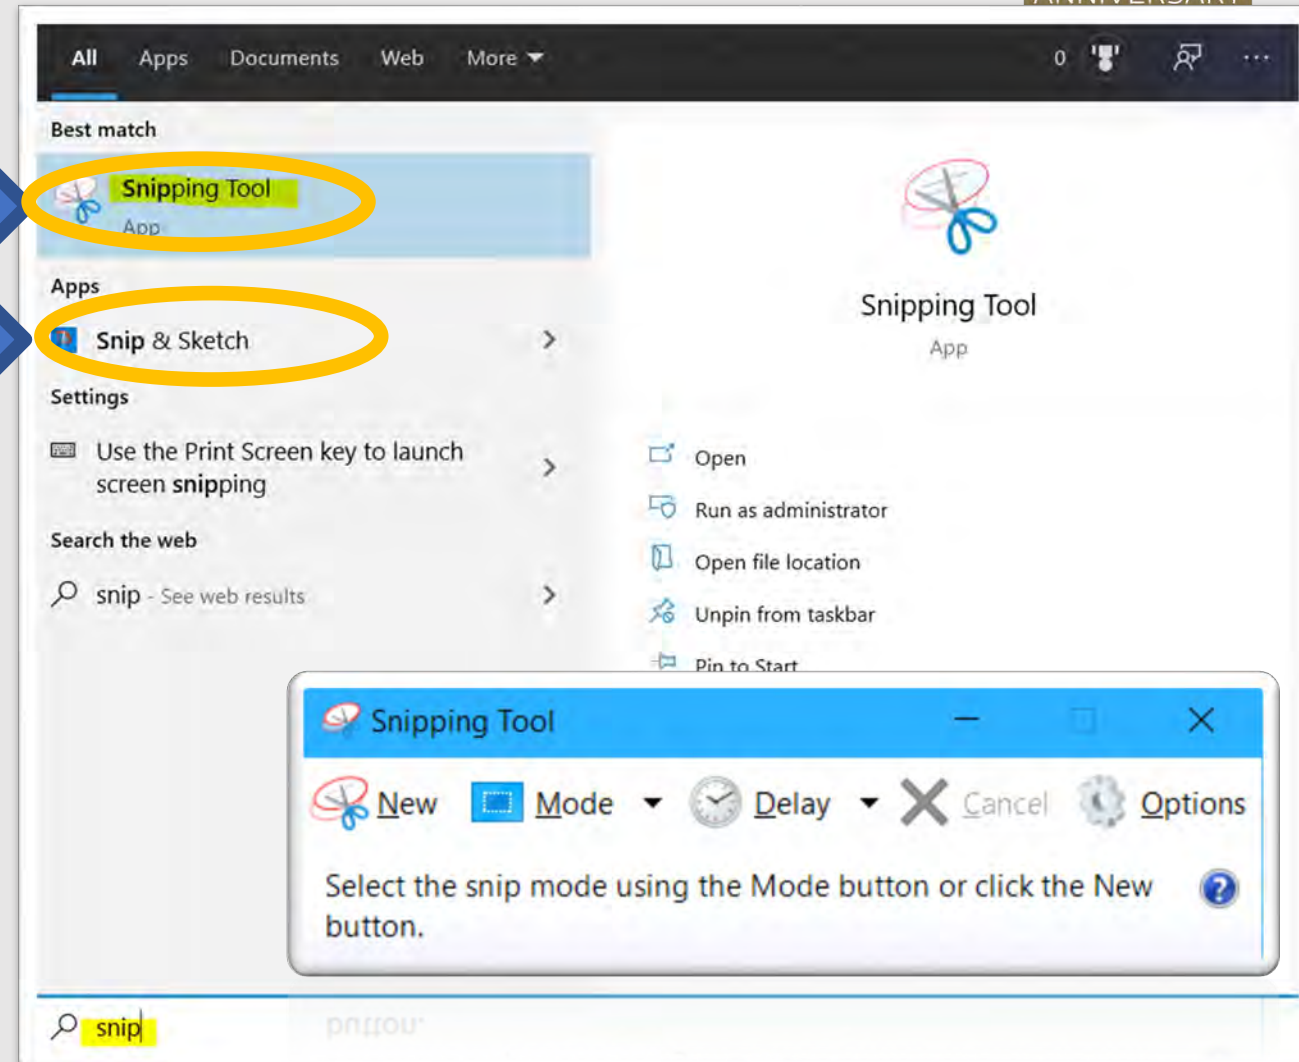 ANNIVERSARY
All Apps Documents Web More 0
Best match
Snipping Tool
App
Apps
Snip & Sketch
Settings
Use the Print Screen key to launch
screen snipping
Search the web
snip - See web results
Snipping Tool
App
Open
Run as administrator
Open file location
Unpin from taskbar
Pin to Start
Snipping Tool
New Mode Delay Cancel Options
Select the snip mode using the Mode button or click the New
button.
snip